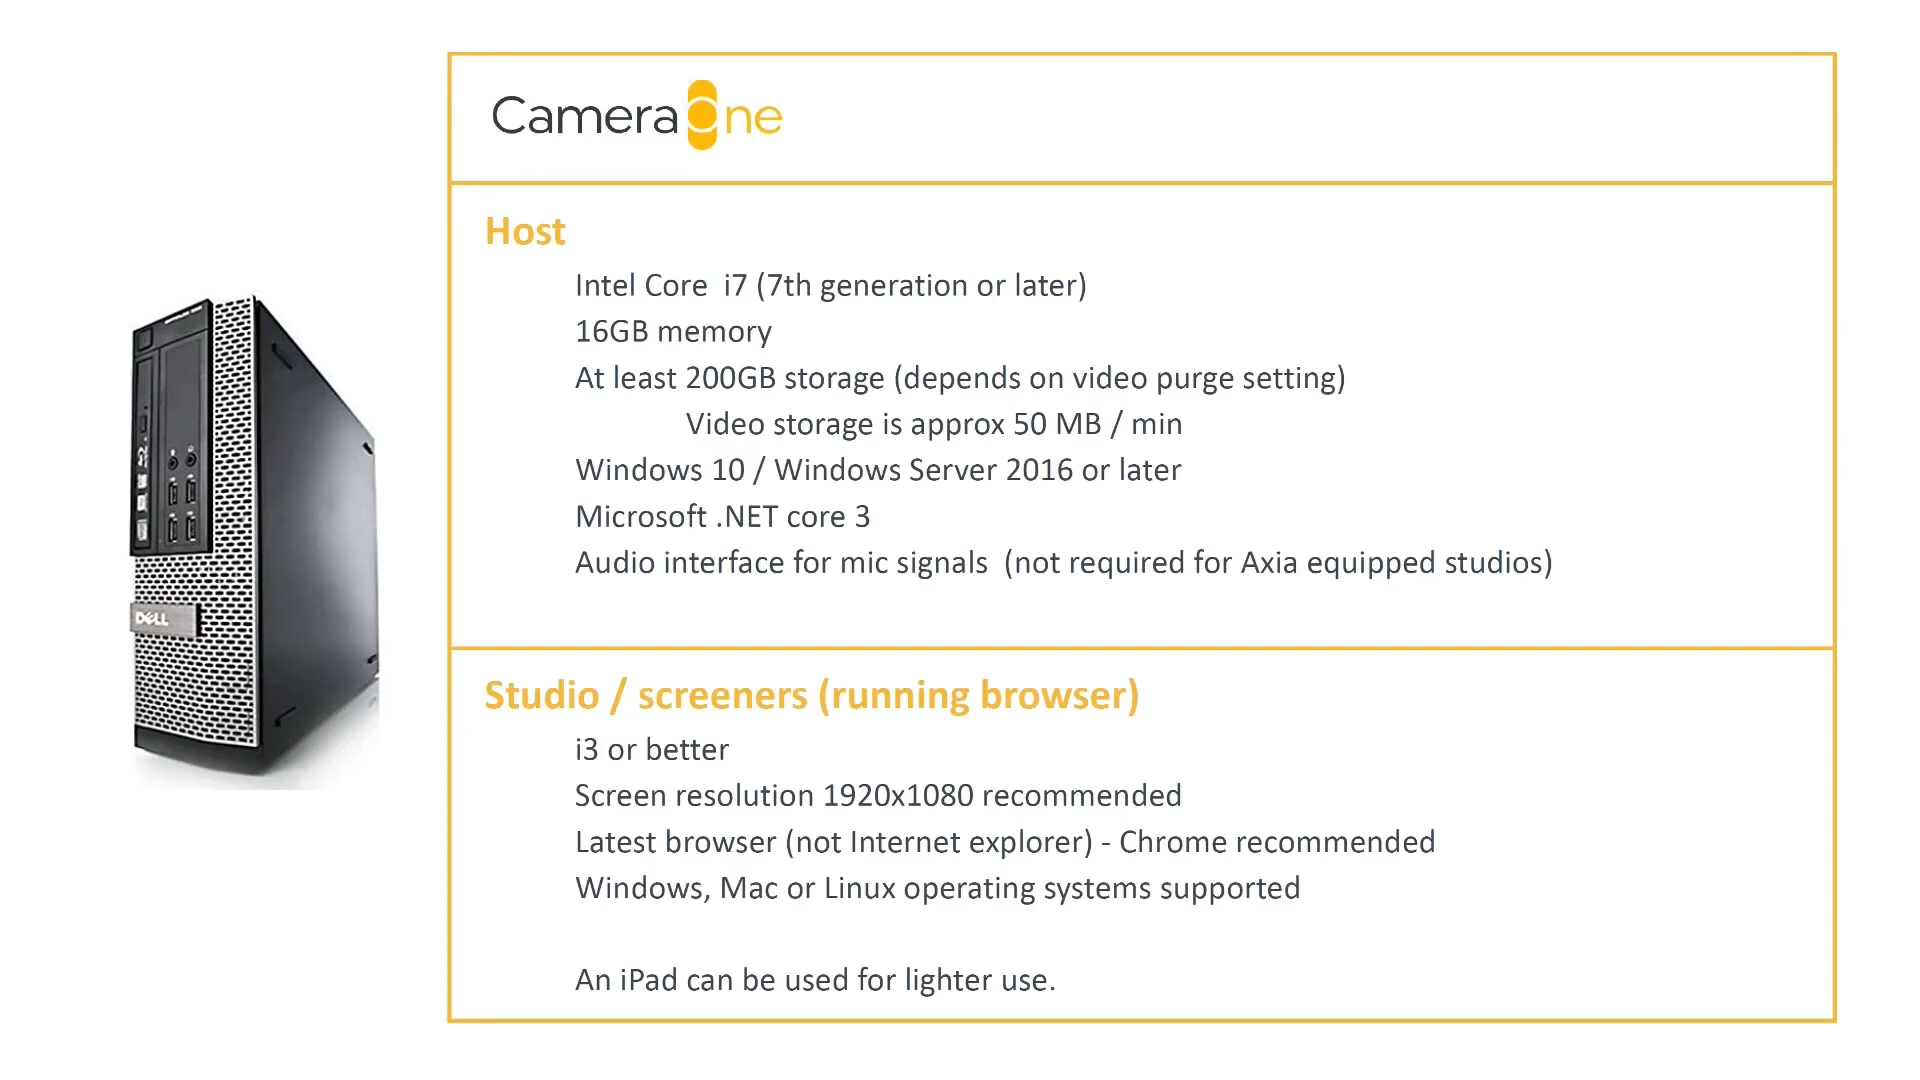 CameraOne
Host
Intel Core  i7 (7th generation or later)
16GB memory
At least 200GB storage (depends on video purge setting)
Video storage is approx 50 MB / min
Windows 10 / Windows Server 2016 or later
Microsoft .NET core 3
Audio interface for mic signals  (not required for Axia equipped studios)
DELL
Studio / screeners (running browser)
i3 or better
Screen resolution 1920x1080 recommended
Latest browser (not Internet explorer) - Chrome recommended
Windows, Mac or Linux operating systems supported
An iPad can be used for lighter use.